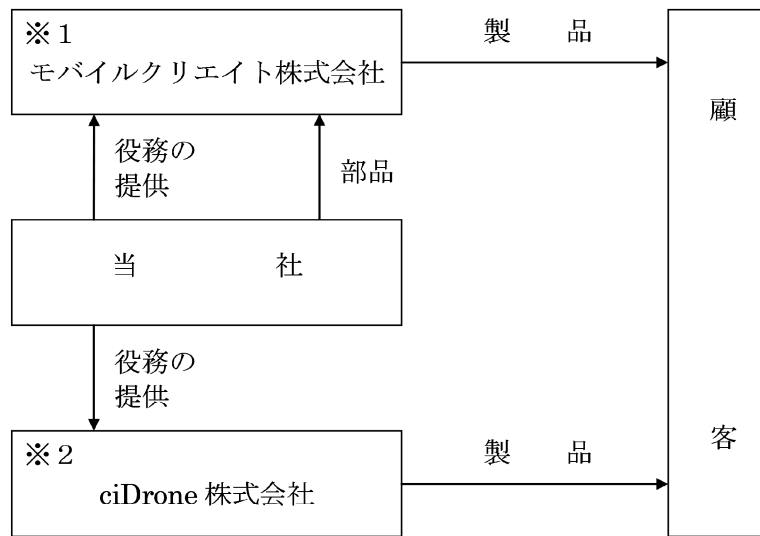 ※1
モバイルクリエイト株式会社
製 品
顧
役務の
提供
部品
当 社
役務の
提供
※2
ciDrone 株式会社
製 品
客